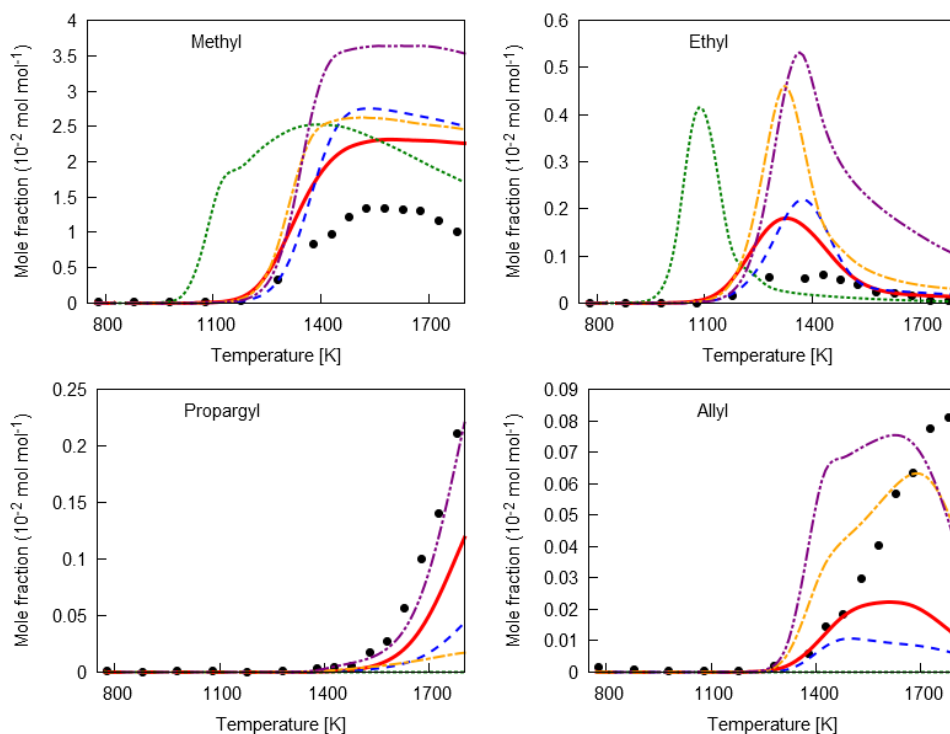 Methyl
Mole fraction (10⁻² mol mol⁻¹)
4
3.5
3
2.5
2
1.5
1
0.5
0
800 1100 1400 1700
Temperature [K]
Ethyl
Mole fraction (10⁻² mol mol⁻¹)
0.6
0.5
0.4
0.3
0.2
0.1
0
800 1100 1400 1700
Temperature [K]
Propargyl
Mole fraction (10⁻² mol mol⁻¹)
0.25
0.2
0.15
0.1
0.05
0
800 1100 1400 1700
Temperature [K]
Allyl
Mole fraction (10⁻² mol mol⁻¹)
0.09
0.08
0.07
0.06
0.05
0.04
0.03
0.02
0.01
0
800 1100 1400 1700
Temperature [K]